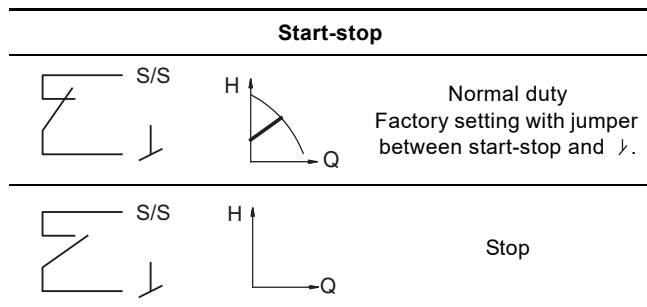 Start-stop
S/S
H
Q
Normal duty
Factory setting with jumper
between start-stop and .
S/S
H
Q
Stop